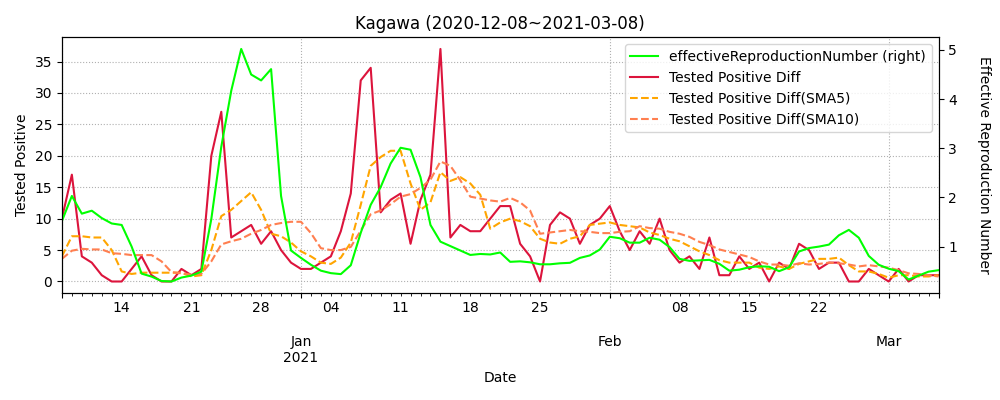 Kagawa (2020-12-08~2021-03-08)
effectiveReproductionNumber (right)
Tested Positive Diff
Tested Positive Diff(SMA5)
Tested Positive Diff(SMA10)
Tested Positive
35
30
25
20
15
10
5
0
5
4
3
2
1
Effective Reproduction Number
14 21 28 04 11 18 25 08 15 22
Jan Feb Mar
2021
Date